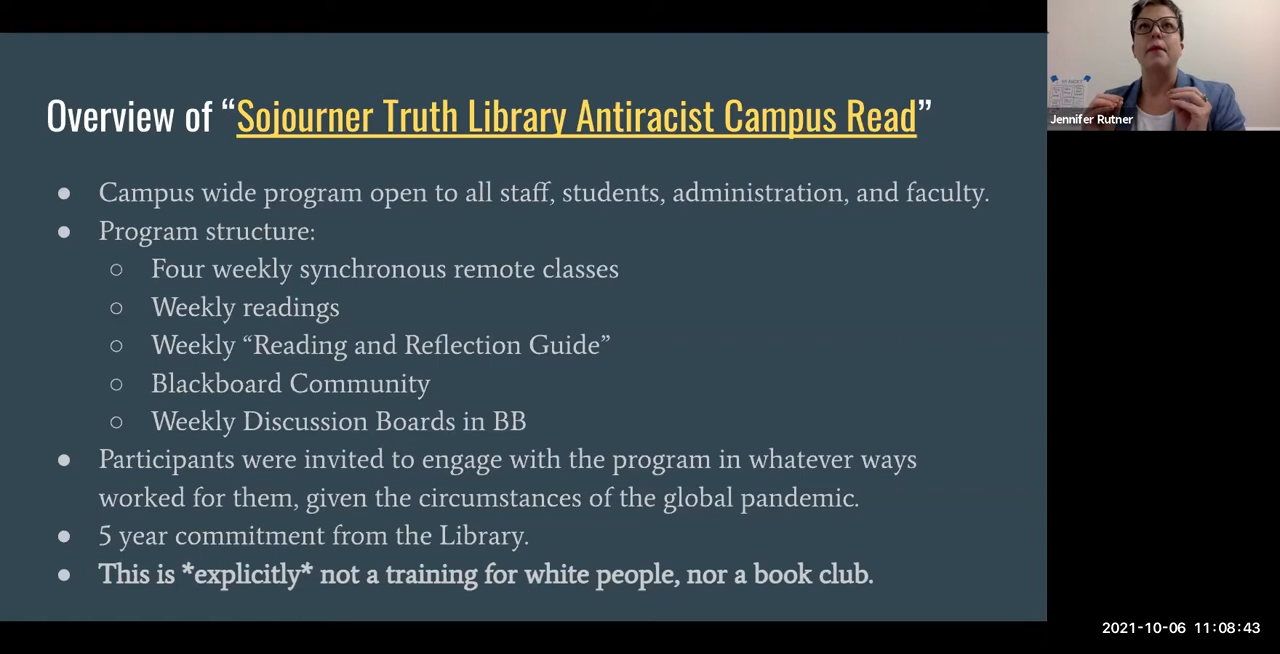 Overview of “Sojourner Truth Library Antiracist Campus Read”
● Campus wide program open to all staff, students, administration, and faculty.
● Program structure:
○ Four weekly synchronous remote classes
○ Weekly readings
○ Weekly “Reading and Reflection Guide”
○ Blackboard Community
○ Weekly Discussion Boards in BB
● Participants were invited to engage with the program in whatever ways
worked for them, given the circumstances of the global pandemic.
● 5 year commitment from the Library.
● This is *explicitly* not a training for white people, nor a book club.
Jennifer Rutner
2021-10-06 11:08:43